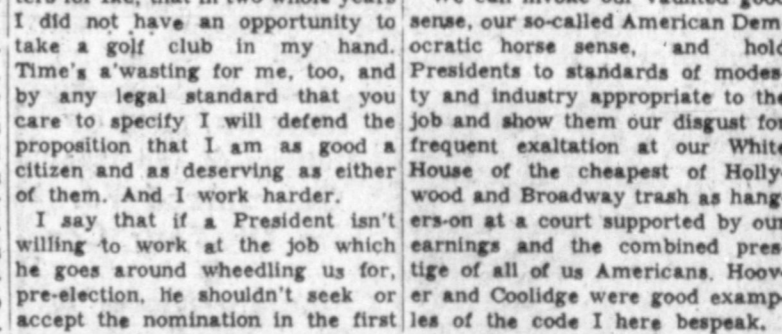 I did not have an opportunity to
take a golf club in my hand.
Time's a'wasting for me, too, and
by any legal standard that you
care to specify I will defend the
proposition that I am as good a
citizen and as deserving as either
of them. And I work harder.
I say that if a President isn't
willing to work at the job which
he goes around wheedling us for,
pre-election, he shouldn't seek or
accept the nomination in the first
sense, our so-called American Dem
ocratic horse sense, and hold
Presidents to standards of modes
ty and industry appropriate to the
job and show them our disgust for
frequent exaltation at our White
House of the cheapest of Holly-
wood and Broadway trash as hang
ers-on at a court supported by our
earnings and the combined pres
tige of all of us Americans. Hoov
er and Coolidge were good examp
les of the code I here bespeak.